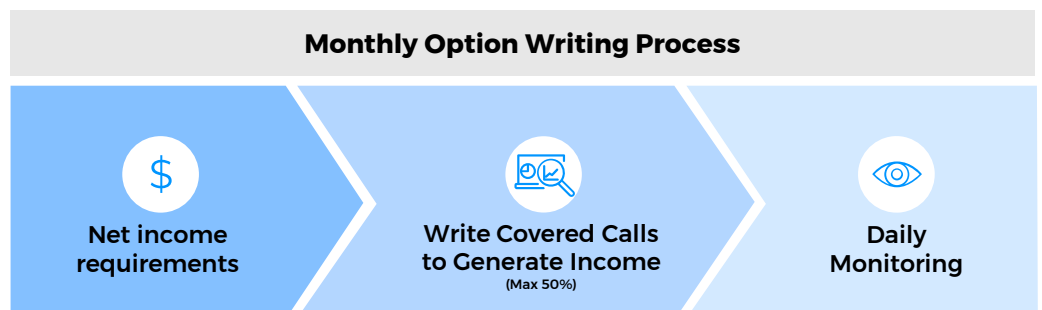 Monthly Option Writing Process
$
Net income
requirements
Write Covered Calls
to Generate Income
(Max 50%)
Daily
Monitoring